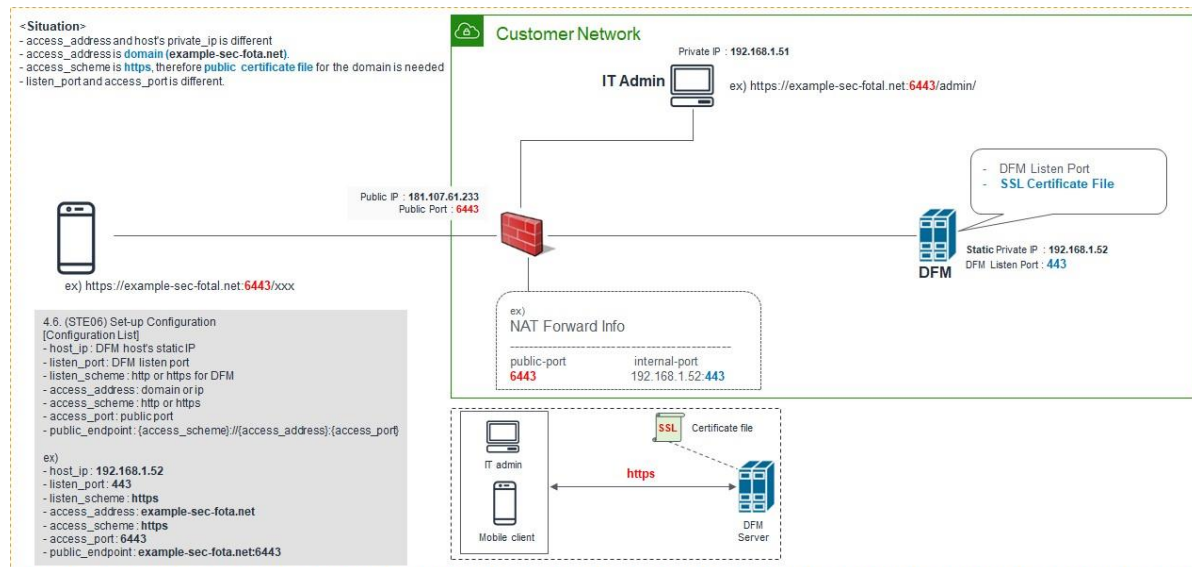 <Situation>
- access_address and host's private_ip is different
- access_address is domain (example-sec-fota.net).
- access_scheme is https, therefore public certificate file for the domain is needed
- listen_port and access_port is different.
Customer Network
Private IP : 192.168.1.51
IT Admin
ex) https://example-sec-fotal.net:6443/admin/
- DFM Listen Port
- SSL Certificate File
Public IP : 181.107.61.233
Public Port : 6443
Static Private IP : 192.168.1.52
DFM Listen Port : 443
DFM
ex) https://example-sec-fotal.net:6443/xxx
ex)
NAT Forward Info
public-port internal-port
6443 192.168.1.52:443
4.6. (STE06) Set-up Configuration
[Configuration List]
- host_ip : DFM host's static IP
- listen_port : DFM listen port
- listen_scheme : http or https for DFM
- access_address : domain or ip
- access_scheme : http or https
- access_port : public port
- public_endpoint : {access_scheme}://{access_address}:{access_port}
ex)
- host_ip : 192.168.1.52
- listen_port : 443
- listen_scheme : https
- access_address : example-sec-fota.net
- access_scheme : https
- access_port : 6443
- public_endpoint : example-sec-fota.net:6443
IT admin
Mobile client
https
SSL
Certificate file
DFM
Server